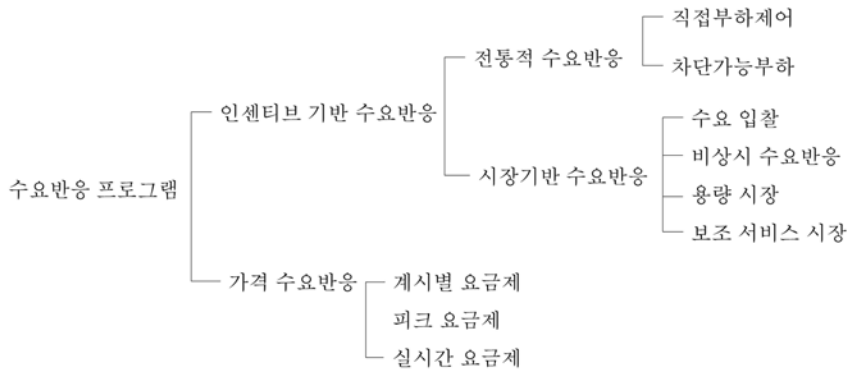 수요반응 프로그램
인센티브 기반 수요반응
전통적 수요반응
직접부하제어
차단가능부하
시장기반 수요반응
수요 입찰
비상시 수요반응
용량 시장
보조 서비스 시장
가격 수요반응
계시별 요금제
피크 요금제
실시간 요금제